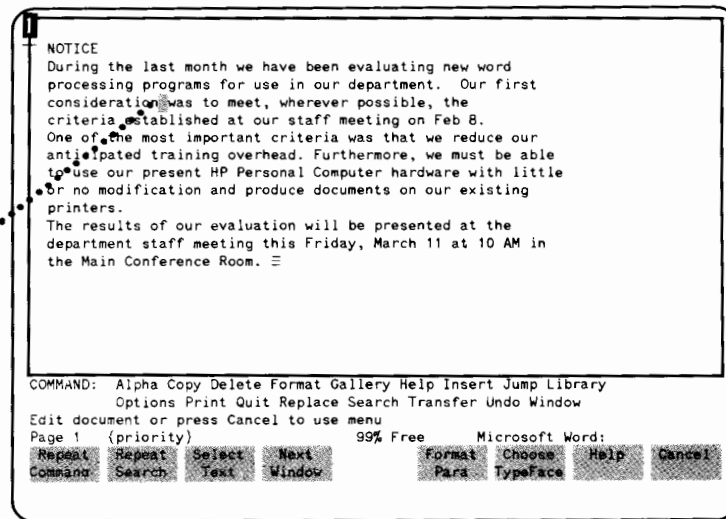 1
NOTICE
During the last month we have been evaluating new word
processing programs for use in our department. Our first
consideration was to meet, wherever possible, the
criteria established at our staff meeting on Feb 8.
One of the most important criteria was that we reduce our
anticipated training overhead. Furthermore, we must be able
to use our present HP Personal Computer hardware with little
or no modification and produce documents on our existing
printers.
The results of our evaluation will be presented at the
department staff meeting this Friday, March 11 at 10 AM in
the Main Conference Room.
COMMAND: Alpha Copy Delete Format Gallery Help Insert Jump Library
Options Print Quit Replace Search Transfer Undo Window
Edit document or press Cancel to use menu
Page 1 {priority} 99% Free Microsoft Word:
Repeat Repeat Select Next Format Choose Help Cancel
Command Search Text Window Para TypeFace